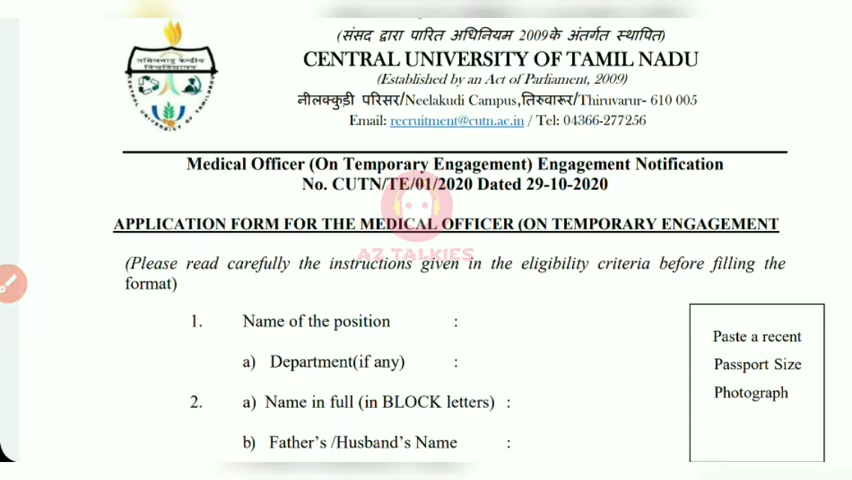 (संसद द्वारा पारित अधिनियम 2009के अंतर्गत स्थापित)
CENTRAL UNIVERSITY OF TAMIL NADU
(Established by an Act of Parliament, 2009)
नीलक्कुडी परिसर/Neelakudi Campus,तिरुवारूर/Thiruvarur- 610 005
Email: recruitment@cutn.ac.in / Tel: 04366-277256
Medical Officer (On Temporary Engagement) Engagement Notification
No. CUTN/TE/01/2020 Dated 29-10-2020
APPLICATION FORM FOR THE MEDICAL OFFICER (ON TEMPORARY ENGAGEMENT
AZ TALKIES
(Please read carefully the instructions given in the eligibility criteria before filling the
format)
1. Name of the position :
a) Department(if any) :
2. a) Name in full (in BLOCK letters) :
b) Father's /Husband's Name :
Paste a recent
Passport Size
Photograph